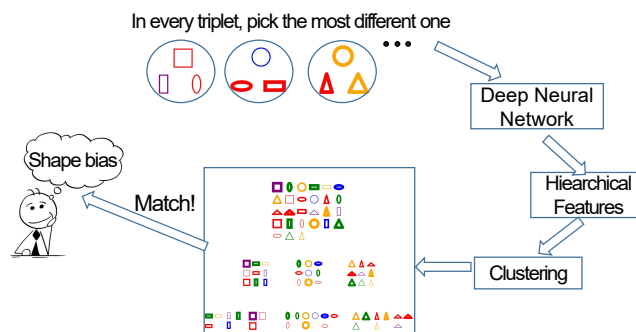 In every triplet, pick the most different one
Deep Neural
Network
Shape bias
Match!
Hiearchical
Features
Clustering